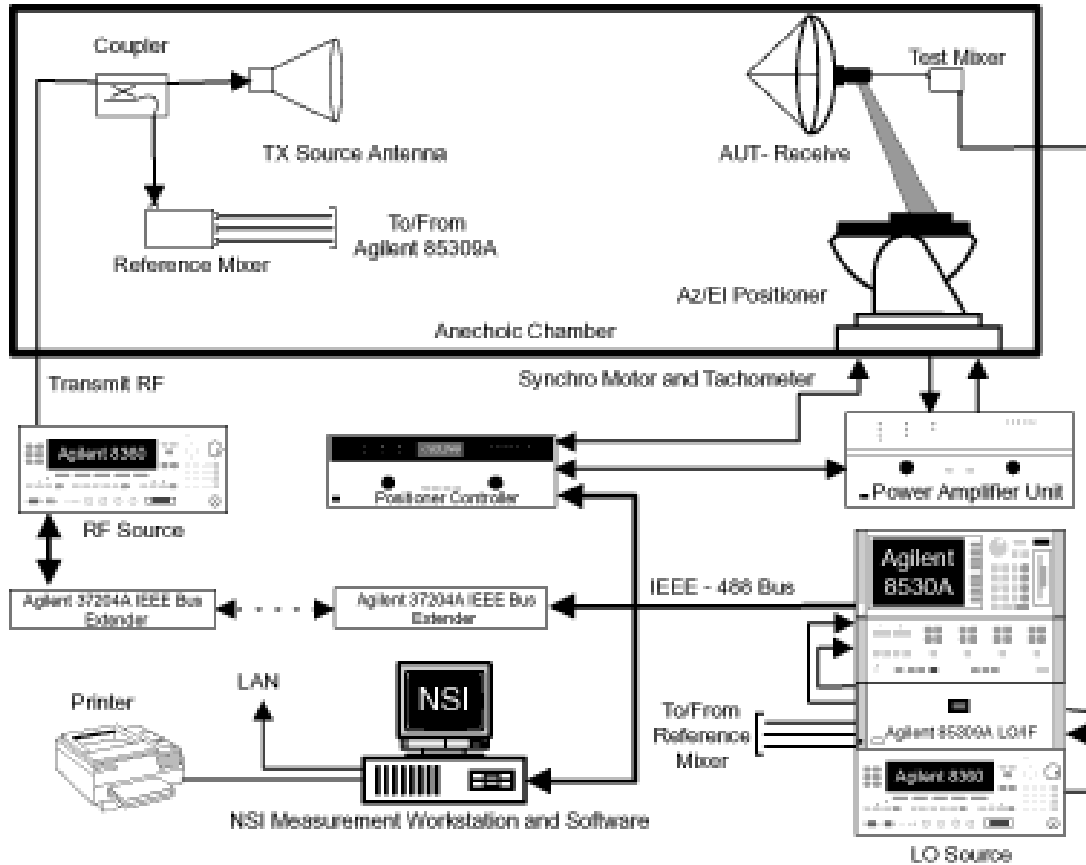 Coupler
Test Mixer
TX Source Antenna
AUT- Receive
To/From
Agilent 85309A
Reference Mixer
Az/El Positioner
Anechoic Chamber
Transmit RF
Synchro Motor and Tachometer
Agilent 8360
Positioner Controller
Power Amplifier Unit
RF Source
Agilent
8530A
IEEE - 488 Bus
Agilent 37204A IEEE Bus
Extender
Agilent 37204A IEEE Bus
Extender
LAN
NSI
Printer
To/From
Reference
Mixer
Agilent 85309A LO/IF
Agilent 8360
NSI Measurement Workstation and Software
LO Source